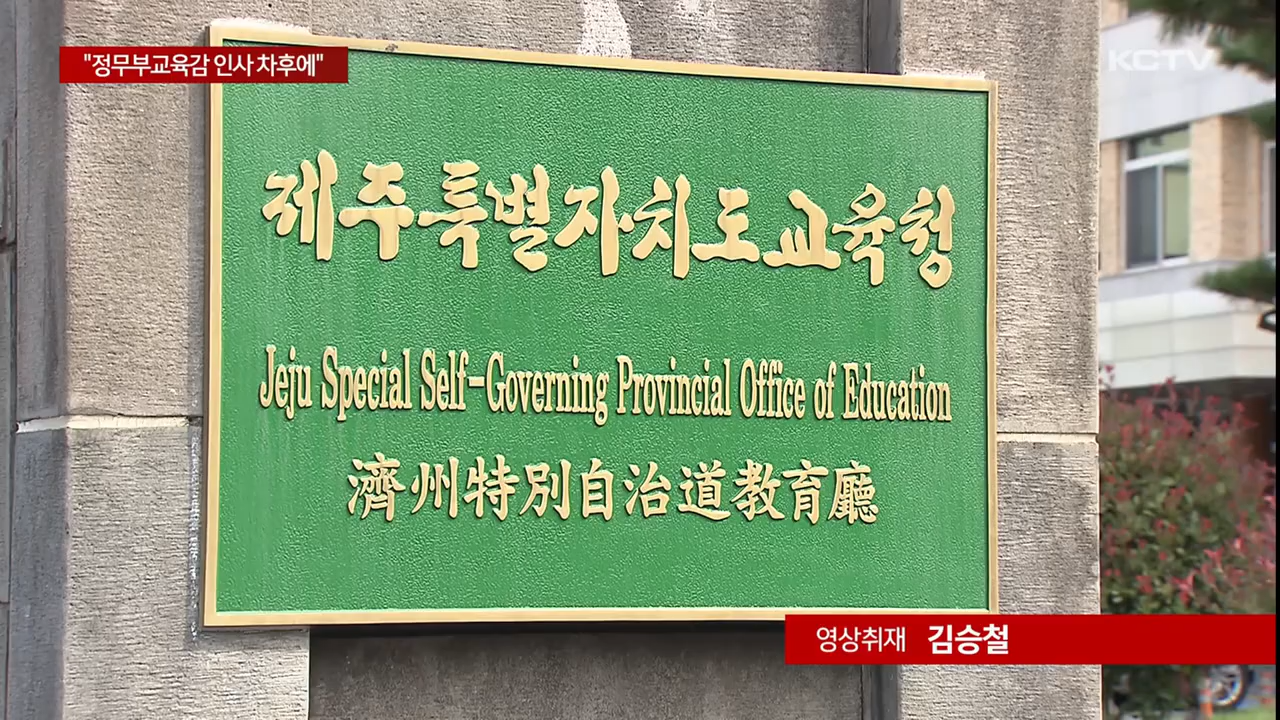 "정무부교육감 인사 차후에"
KCTV
제주특별자치도교육청
Jeju Special Self-Governing Provincial Office of Education
濟州特別自治道教育廳
영상취재 김승철